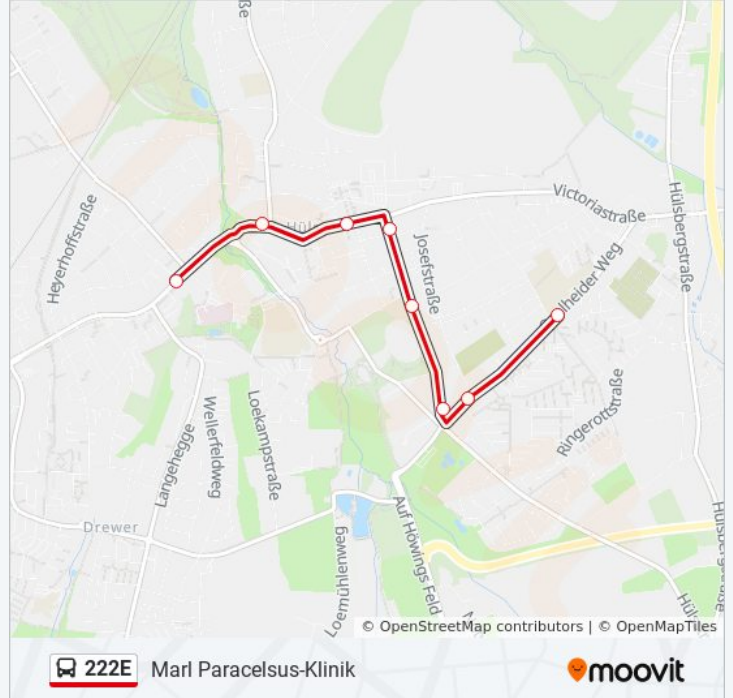 Victoriastraße
Hülsbergstraße
Heyerhoffstraße
Josefstraße
Ringerottstraße
Langehegge
Wellerfeldweg
Loekampstraße
Drewer
Loemühlenweg
Auf Höwings Feld
© OpenStreetMap contributors | © OpenMapTiles
222E Marl Paracelsus-Klinik moovit